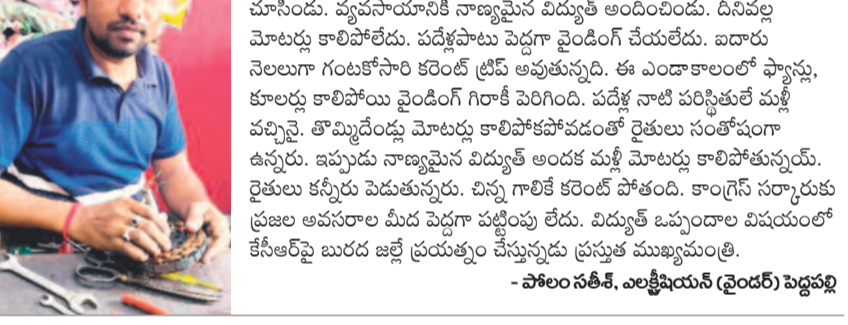 చూసిండు. వ్యవసాయానికి నాణ్యమైన విద్యుత్ అందించిండు. దీనివల్ల
మోటర్లు కాలిపోలేదు. పదేళ్లపాటు పెద్దగా వైండింగ్ చేయలేదు. ఐదారు
నెలలుగా గంటకోసారి కరెంట్ ట్రిప్ అవుతున్నది. ఈ ఎండాకాలంలో ఫ్యాన్లు,
కూలర్లు కాలిపోయి వైండింగ్ గిరాకీ పెరిగింది. పదేళ్ల నాటి పరిస్థితులే మళ్లీ
వచ్చినై. తొమ్మిదేండ్లు మోటర్లు కాలిపోకపోవడంతో రైతులు సంతోషంగా
ఉన్నరు. ఇప్పుడు నాణ్యమైన విద్యుత్ అందక మళ్లీ మోటర్లు కాలిపోతున్నయ్.
రైతులు కన్నీరు పెడుతున్నరు. చిన్న గాలికే కరెంట్ పోతంది. కాంగ్రెస్ సర్కారుకు
ప్రజల అవసరాల మీద పెద్దగా పట్టింపు లేదు. విద్యుత్ ఒప్పందాల విషయంలో
కేసీఆర్‌పై బురద జల్లే ప్రయత్నం చేస్తున్నడు ప్రస్తుత ముఖ్యమంత్రి.
- పోలం సతీశ్, ఎలక్ట్రీషియన్ (వైండర్) పెద్దపల్లి